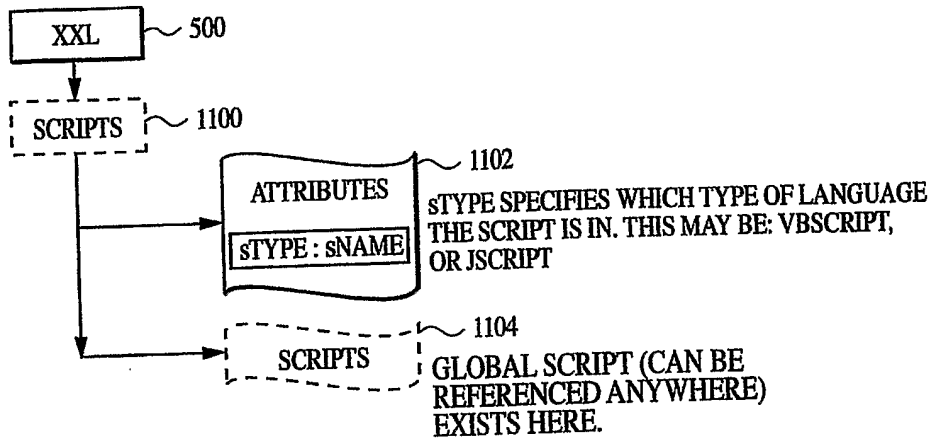 XXL
500
SCRIPTS
1100
1102
ATTRIBUTES
sTYPE : sNAME
sTYPE SPECIFIES WHICH TYPE OF LANGUAGE
THE SCRIPT IS IN. THIS MAY BE: VBSCRIPT,
OR JSCRIPT
1104
SCRIPTS
GLOBAL SCRIPT (CAN BE
REFERENCED ANYWHERE)
EXISTS HERE.